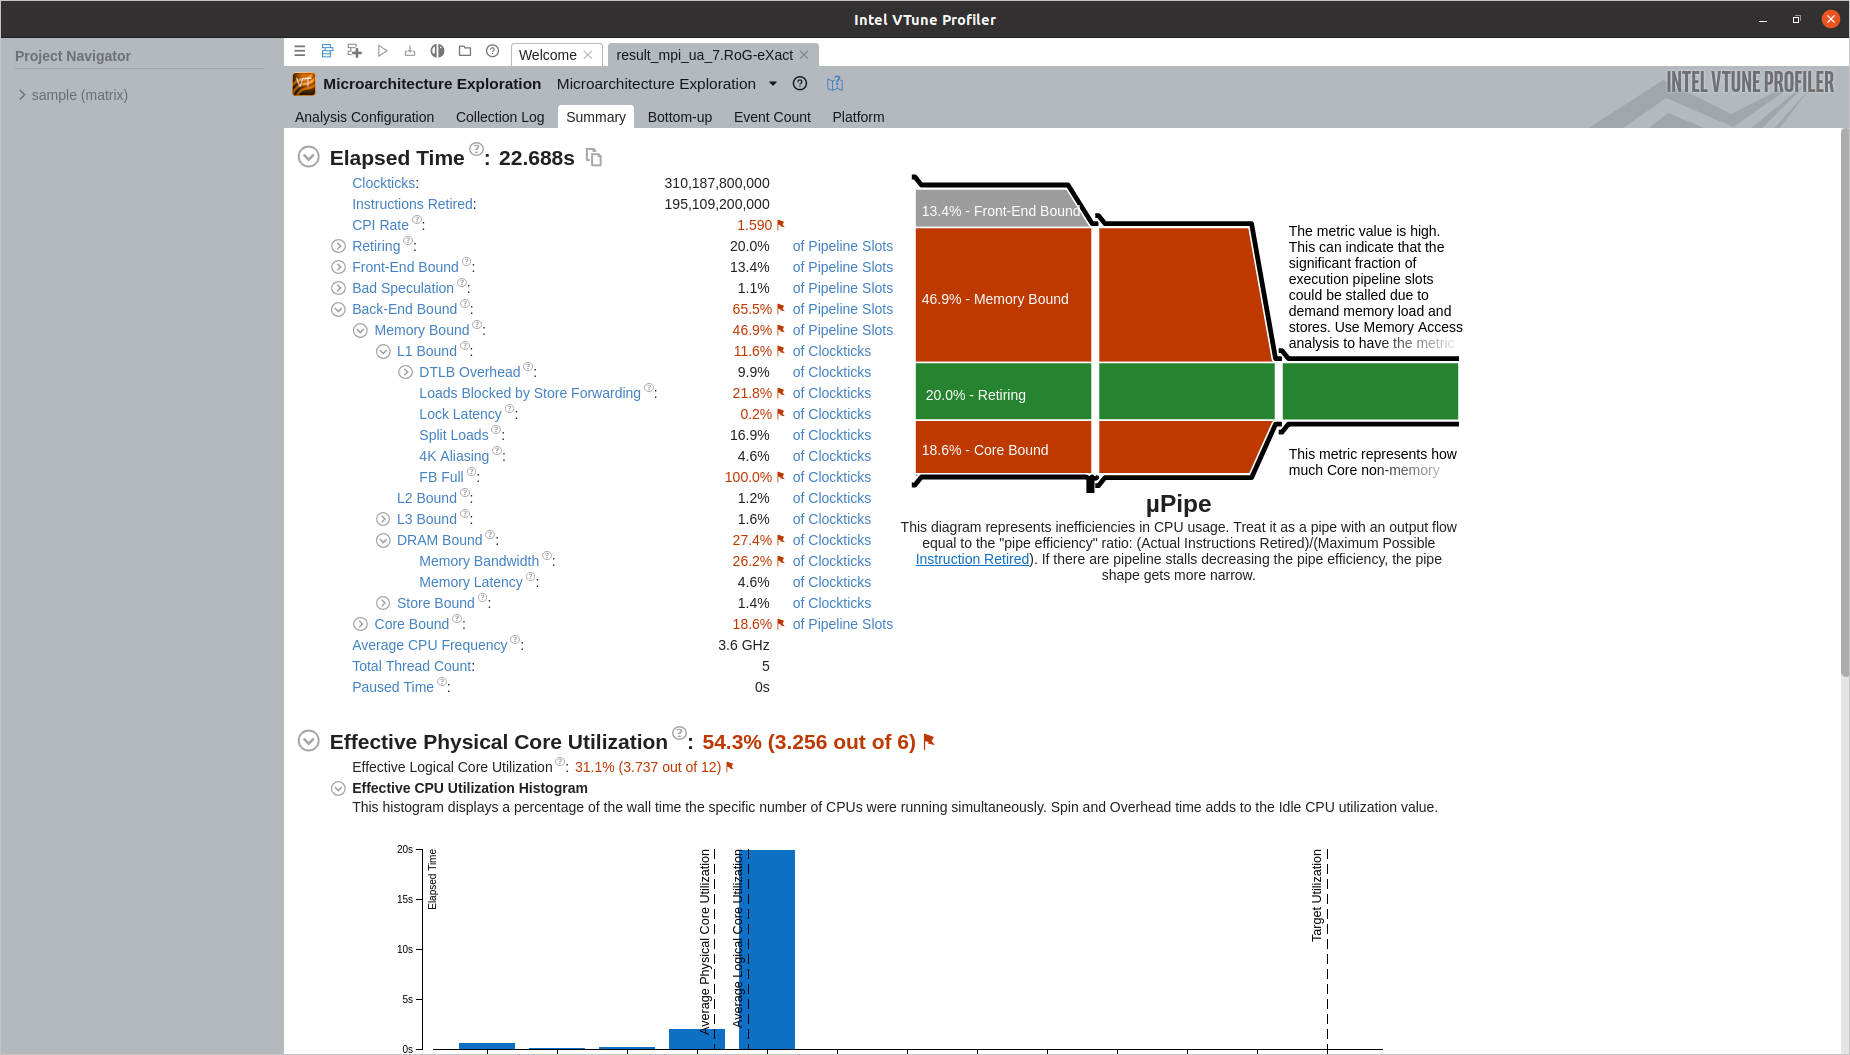 Intel VTune Profiler
Project Navigator
sample (matrix)
Welcome
result_mpi_ua_7.RoG-eXact
Microarchitecture Exploration Microarchitecture Exploration
INTEL VTUNE PROFILER
Analysis Configuration Collection Log Summary Bottom-up Event Count Platform
Elapsed Time: 22.688s
Clockticks: 310,187,800,000
Instructions Retired: 195,109,200,000
CPI Rate: 1.590
Retiring: 20.0% of Pipeline Slots
Front-End Bound: 13.4% of Pipeline Slots
Bad Speculation: 1.1% of Pipeline Slots
Back-End Bound: 65.5% of Pipeline Slots
Memory Bound: 46.9% of Pipeline Slots
L1 Bound: 11.6% of Clockticks
DTLB Overhead: 9.9% of Clockticks
Loads Blocked by Store Forwarding: 21.8% of Clockticks
Lock Latency: 0.2% of Clockticks
Split Loads: 16.9% of Clockticks
4K Aliasing: 4.6% of Clockticks
FB Full: 100.0% of Clockticks
L2 Bound: 1.2% of Clockticks
L3 Bound: 1.6% of Clockticks
DRAM Bound: 27.4% of Clockticks
Memory Bandwidth: 26.2% of Clockticks
Memory Latency: 4.6% of Clockticks
Store Bound: 1.4% of Clockticks
Core Bound: 18.6% of Pipeline Slots
Average CPU Frequency: 3.6 GHz
Total Thread Count: 5
Paused Time: 0s
13.4% - Front-End Bound
46.9% - Memory Bound
20.0% - Retiring
18.6% - Core Bound
The metric value is high.
This can indicate that the
significant fraction of
execution pipeline slots
could be stalled due to
demand memory load and
stores. Use Memory Access
analysis to have the metric
This metric represents how
much Core non-memory
µPipe
This diagram represents inefficiencies in CPU usage. Treat it as a pipe with an output flow
equal to the "pipe efficiency" ratio: (Actual Instructions Retired)/(Maximum Possible
Instruction Retired). If there are pipeline stalls decreasing the pipe efficiency, the pipe
shape gets more narrow.
Effective Physical Core Utilization: 54.3% (3.256 out of 6)
Effective Logical Core Utilization: 31.1% (3.737 out of 12)
Effective CPU Utilization Histogram
This histogram displays a percentage of the wall time the specific number of CPUs were running simultaneously. Spin and Overhead time adds to the Idle CPU utilization value.
20s
15s
10s
5s
0s
Elapsed Time
Average Physical Core Utilization
Average Logical Core Utilization
Target Utilization